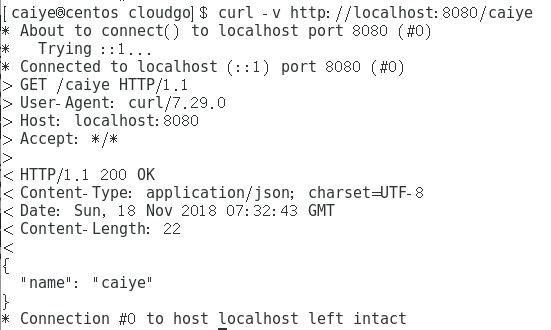 [caiye@centos cloudgo]$ curl -v http://localhost:8080/caiye
* About to connect() to localhost port 8080 (#0)
*   Trying ::1...
* Connected to localhost (::1) port 8080 (#0)
> GET /caiye HTTP/1.1
> User-Agent: curl/7.29.0
> Host: localhost:8080
> Accept: */*
>
< HTTP/1.1 200 OK
< Content-Type: application/json; charset=UTF-8
< Date: Sun, 18 Nov 2018 07:32:43 GMT
< Content-Length: 22
<
{
  "name": "caiye"
}
* Connection #0 to host localhost left intact